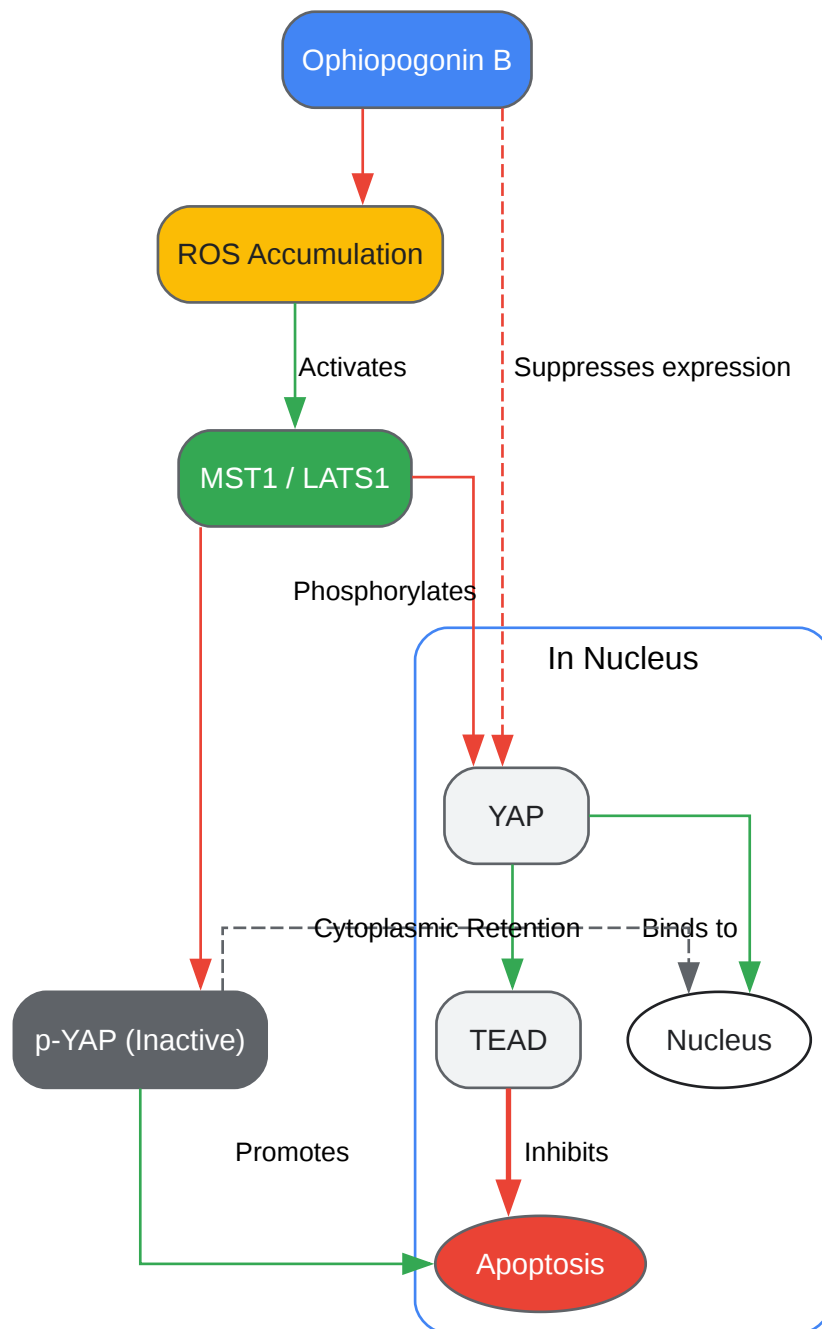 Ophiopogonin B
ROS Accumulation
Activates
Suppresses expression
MST1 / LATS1
Phosphorylates
In Nucleus
YAP
Cytoplasmic Retention
Binds to
p-YAP (Inactive)
TEAD
Nucleus
Promotes
Inhibits
Apoptosis